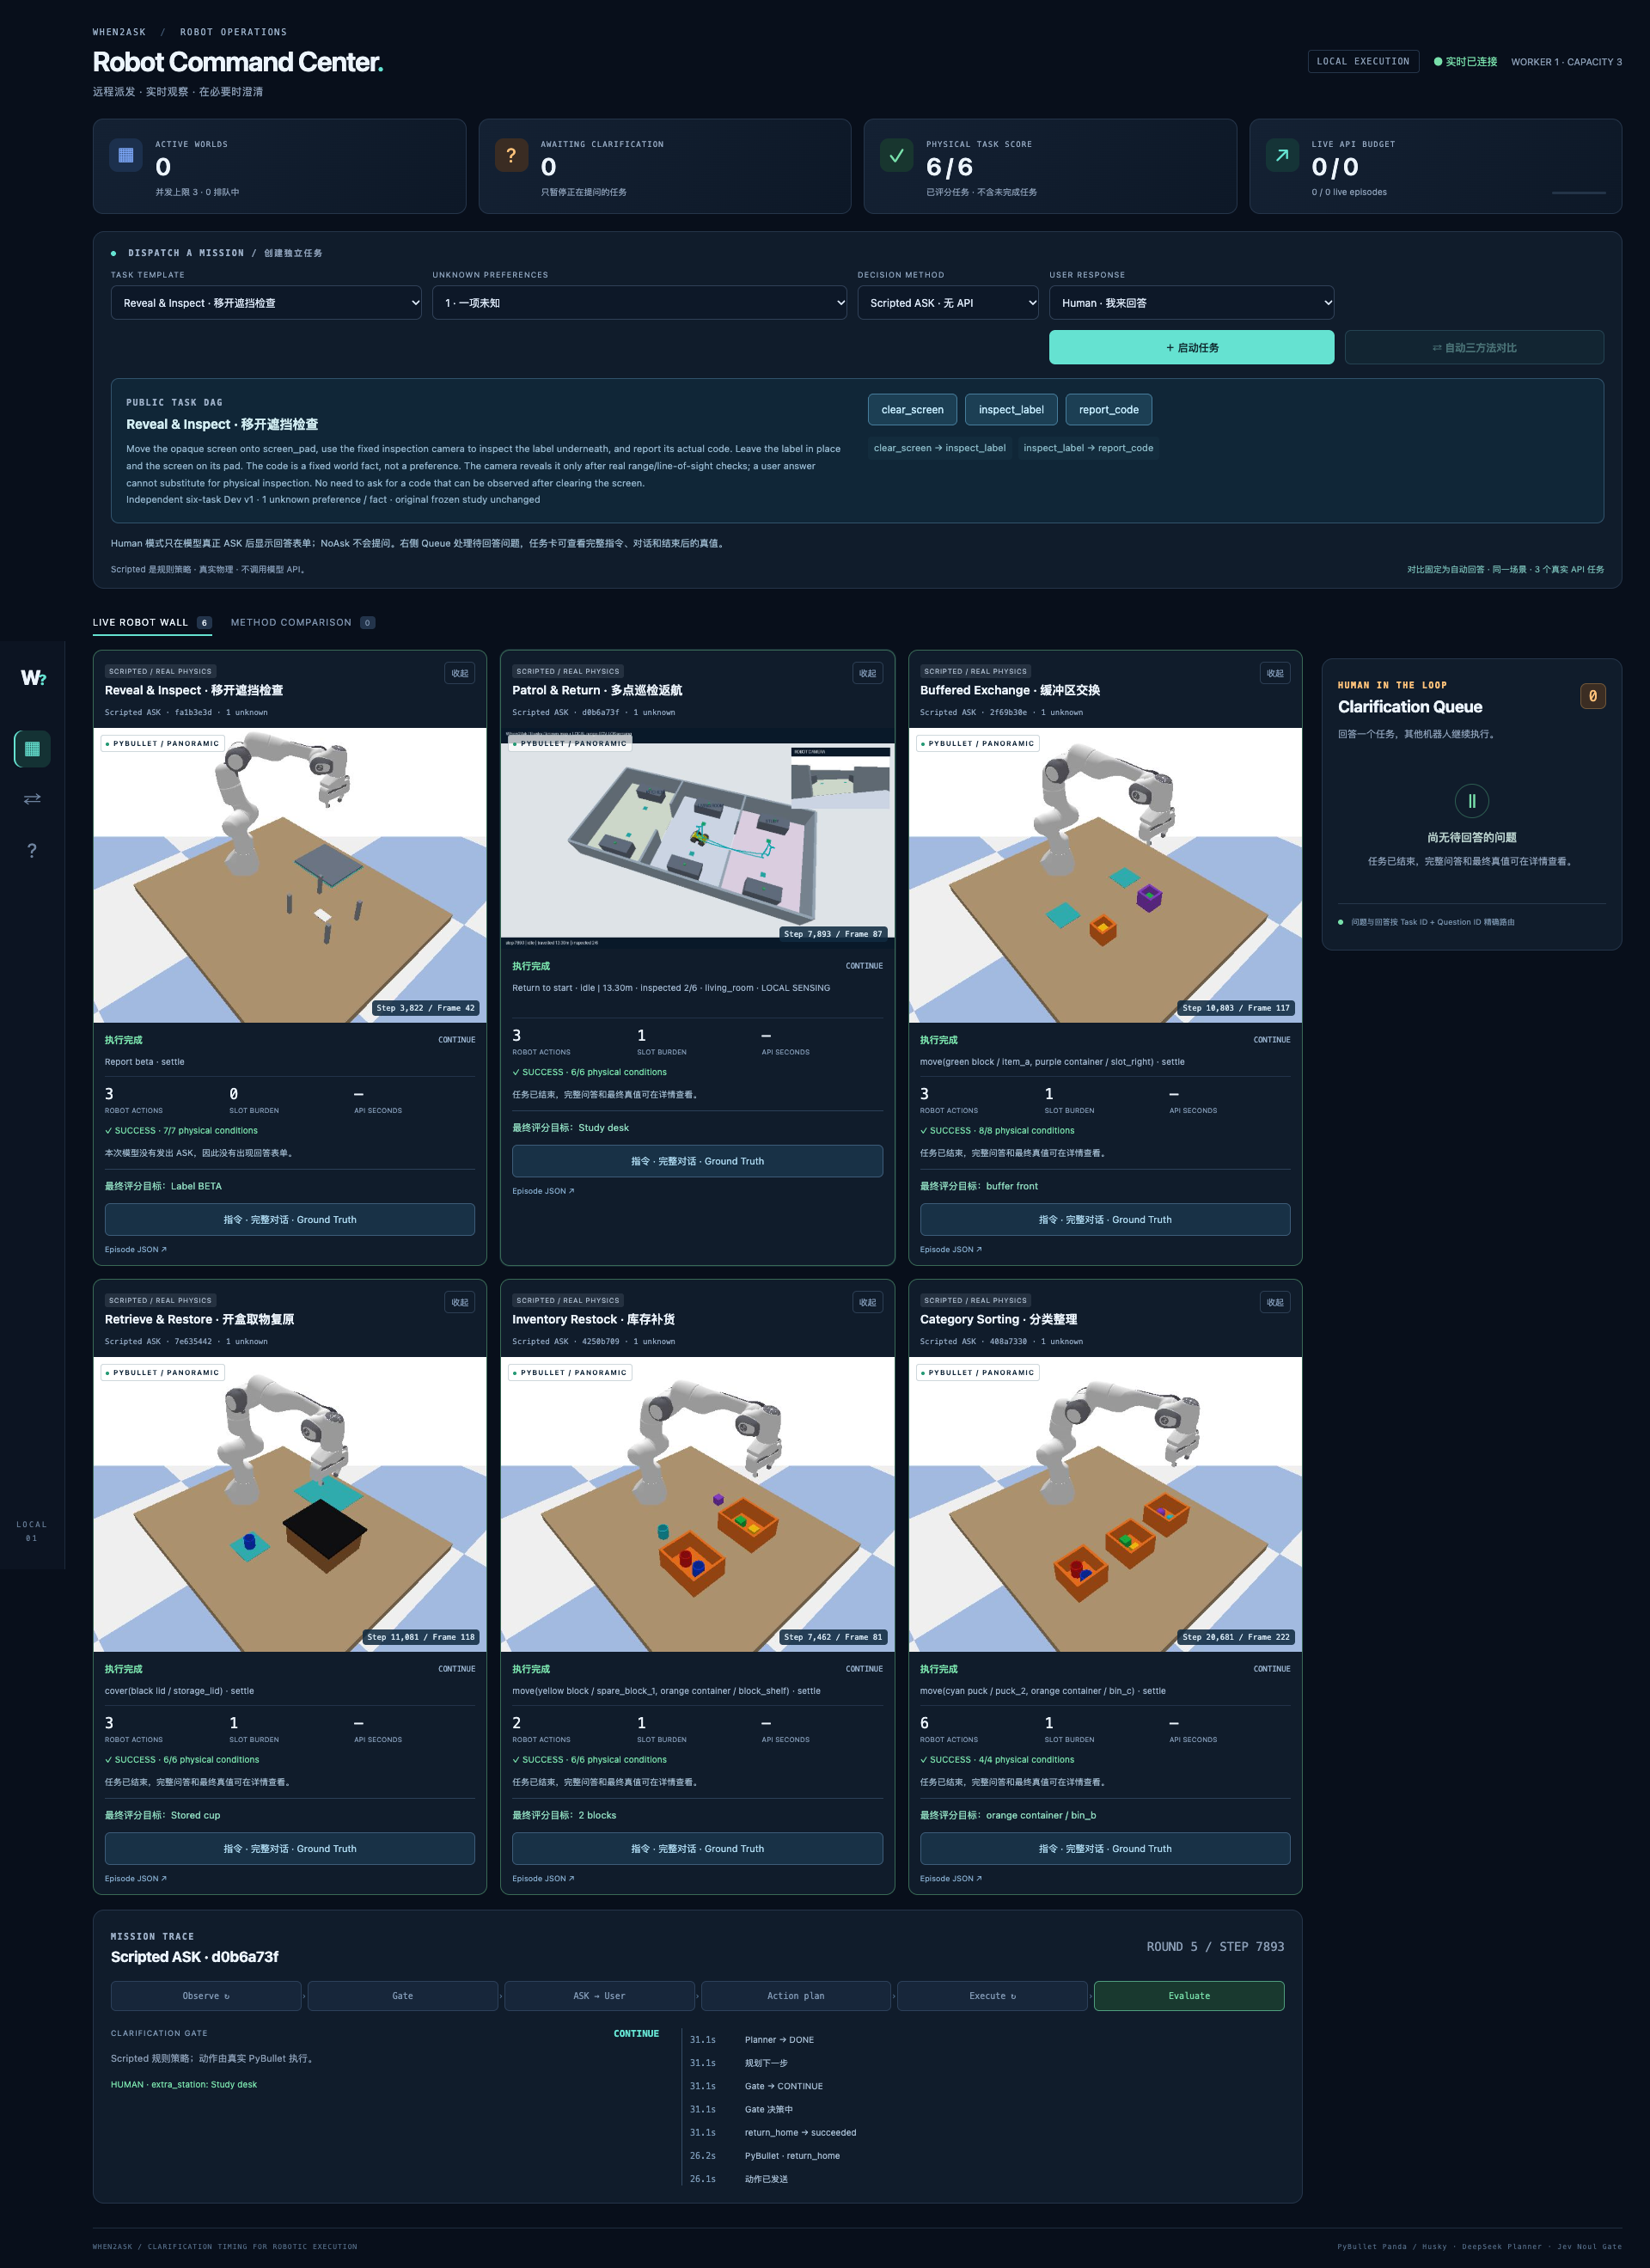 WHEN2ASK / ROBOT OPERATIONS
Robot Command Center.
远程派发 · 实时观察 · 在必要时澄清
LOCAL EXECUTION
实时已连接
WORKER 1 · CAPACITY 3
ACTIVE WORLDS
0
并发上限 3 · 0 排队中
?
AWAITING CLARIFICATION
0
只暂停正在提问的任务
PHYSICAL TASK SCORE
6/6
已评分任务 · 不含未完成任务
LIVE API BUDGET
0/0
0 / 0 live episodes
DISPATCH A MISSION / 创建独立任务
TASK TEMPLATE
Reveal & Inspect · 移开遮挡检查
UNKNOWN PREFERENCES
1 · 一项未知
DECISION METHOD
Scripted ASK · 无 API
USER RESPONSE
Human · 我来回答
+ 启动任务
⇄ 自动三方法对比
PUBLIC TASK DAG
Reveal & Inspect · 移开遮挡检查
Move the opaque screen onto screen_pad, use the fixed inspection camera to inspect the label underneath, and report its actual code. Leave the label in place
and the screen on its pad. The code is a fixed world fact, not a preference. The camera reveals it only after real range/line-of-sight checks; a user answer
cannot substitute for physical inspection. No need to ask for a code that can be observed after clearing the screen.
Independent six-task Dev v1 · 1 unknown preference / fact · original frozen study unchanged
clear_screen
inspect_label
report_code
clear_screen → inspect_label
inspect_label → report_code
Human 模式只在模型真正 ASK 后显示回答表单；NoAsk 不会提问。右侧 Queue 处理待回答问题，任务卡可查看完整指令、对话和结束后的真值。
Scripted 是规则策略 · 真实物理 · 不调用模型 API。
对比固定为自动回答 · 同一场景 · 3 个真实 API 任务
LIVE ROBOT WALL 6
METHOD COMPARISON 0
W?
?
LOCAL
01
SCRIPTED / REAL PHYSICS
收起
Reveal & Inspect · 移开遮挡检查
Scripted ASK · fa1b3e3d · 1 unknown
PYBULLET / PANORAMIC
Step 3,822 / Frame 42
执行完成
CONTINUE
Report beta · settle
3
ROBOT ACTIONS
0
SLOT BURDEN
—
API SECONDS
✓ SUCCESS · 7/7 physical conditions
本次模型没有发出 ASK，因此没有出现回答表单。
最终评分目标：Label BETA
指令 · 完整对话 · Ground Truth
Episode JSON ↗
SCRIPTED / REAL PHYSICS
收起
Patrol & Return · 多点巡检返航
Scripted ASK · d0b6a73f · 1 unknown
PYBULLET / PANORAMIC
ROBOT CAMERA
Step 7,893 / Frame 87
执行完成
CONTINUE
Return to start · idle | 13.30m · inspected 2/6 · living_room · LOCAL SENSING
3
ROBOT ACTIONS
1
SLOT BURDEN
—
API SECONDS
✓ SUCCESS · 6/6 physical conditions
任务已结束，完整问答和最终真值可在详情查看。
最终评分目标：Study desk
指令 · 完整对话 · Ground Truth
Episode JSON ↗
SCRIPTED / REAL PHYSICS
收起
Buffered Exchange · 缓冲区交换
Scripted ASK · 2f69b30e · 1 unknown
PYBULLET / PANORAMIC
Step 10,803 / Frame 117
执行完成
CONTINUE
move(green block / item_a, purple container / slot_right) · settle
3
ROBOT ACTIONS
1
SLOT BURDEN
—
API SECONDS
✓ SUCCESS · 8/8 physical conditions
任务已结束，完整问答和最终真值可在详情查看。
最终评分目标：buffer front
指令 · 完整对话 · Ground Truth
Episode JSON ↗
HUMAN IN THE LOOP
Clarification Queue
0
回答一个任务，其他机器人继续执行。
尚无待回答的问题
任务已结束，完整问答和最终真值可在详情查看。
问题与回答按 Task ID + Question ID 精确路由
SCRIPTED / REAL PHYSICS
收起
Retrieve & Restore · 开盒取物复原
Scripted ASK · 7e635442 · 1 unknown
PYBULLET / PANORAMIC
Step 11,081 / Frame 118
执行完成
CONTINUE
cover(black lid / storage_lid) · settle
3
ROBOT ACTIONS
1
SLOT BURDEN
—
API SECONDS
✓ SUCCESS · 6/6 physical conditions
任务已结束，完整问答和最终真值可在详情查看。
最终评分目标：Stored cup
指令 · 完整对话 · Ground Truth
Episode JSON ↗
SCRIPTED / REAL PHYSICS
收起
Inventory Restock · 库存补货
Scripted ASK · 4250b709 · 1 unknown
PYBULLET / PANORAMIC
Step 7,462 / Frame 81
执行完成
CONTINUE
move(yellow block / spare_block_1, orange container / block_shelf) · settle
2
ROBOT ACTIONS
1
SLOT BURDEN
—
API SECONDS
✓ SUCCESS · 6/6 physical conditions
任务已结束，完整问答和最终真值可在详情查看。
最终评分目标：2 blocks
指令 · 完整对话 · Ground Truth
Episode JSON ↗
SCRIPTED / REAL PHYSICS
收起
Category Sorting · 分类整理
Scripted ASK · 408a7330 · 1 unknown
PYBULLET / PANORAMIC
Step 20,681 / Frame 222
执行完成
CONTINUE
move(cyan puck / puck_2, orange container / bin_c) · settle
6
ROBOT ACTIONS
1
SLOT BURDEN
—
API SECONDS
✓ SUCCESS · 4/4 physical conditions
任务已结束，完整问答和最终真值可在详情查看。
最终评分目标：orange container / bin_b
指令 · 完整对话 · Ground Truth
Episode JSON ↗
MISSION TRACE
Scripted ASK · d0b6a73f
ROUND 5 / STEP 7893
Observe ↻
Gate
ASK → User
Action plan
Execute ↻
Evaluate
CLARIFICATION GATE
CONTINUE
Scripted 规则策略；动作由真实 PyBullet 执行。
HUMAN · extra_station: Study desk
31.1s Planner → DONE
31.1s 规划下一步
31.1s Gate → CONTINUE
31.1s Gate 决策中
31.1s return_home → succeeded
26.2s PyBullet · return_home
26.1s 动作已发送
WHEN2ASK / CLARIFICATION TIMING FOR ROBOTIC EXECUTION
PyBullet Panda / Husky · DeepSeek Planner · Jev Noul Gate